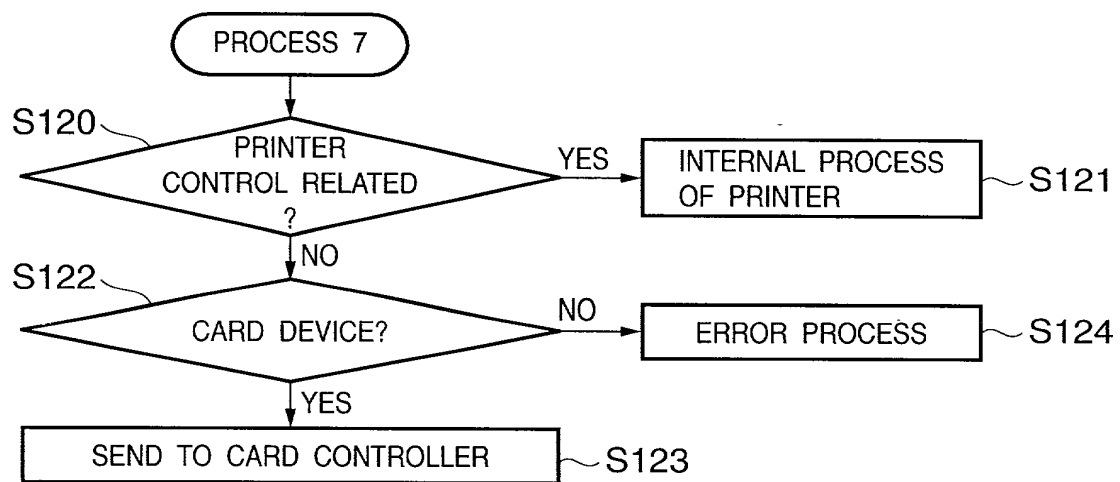 PROCESS 7
S120
PRINTER
CONTROL RELATED
?
YES
INTERNAL PROCESS
OF PRINTER
S121
NO
S122
CARD DEVICE?
NO
ERROR PROCESS
S124
YES
SEND TO CARD CONTROLLER
S123